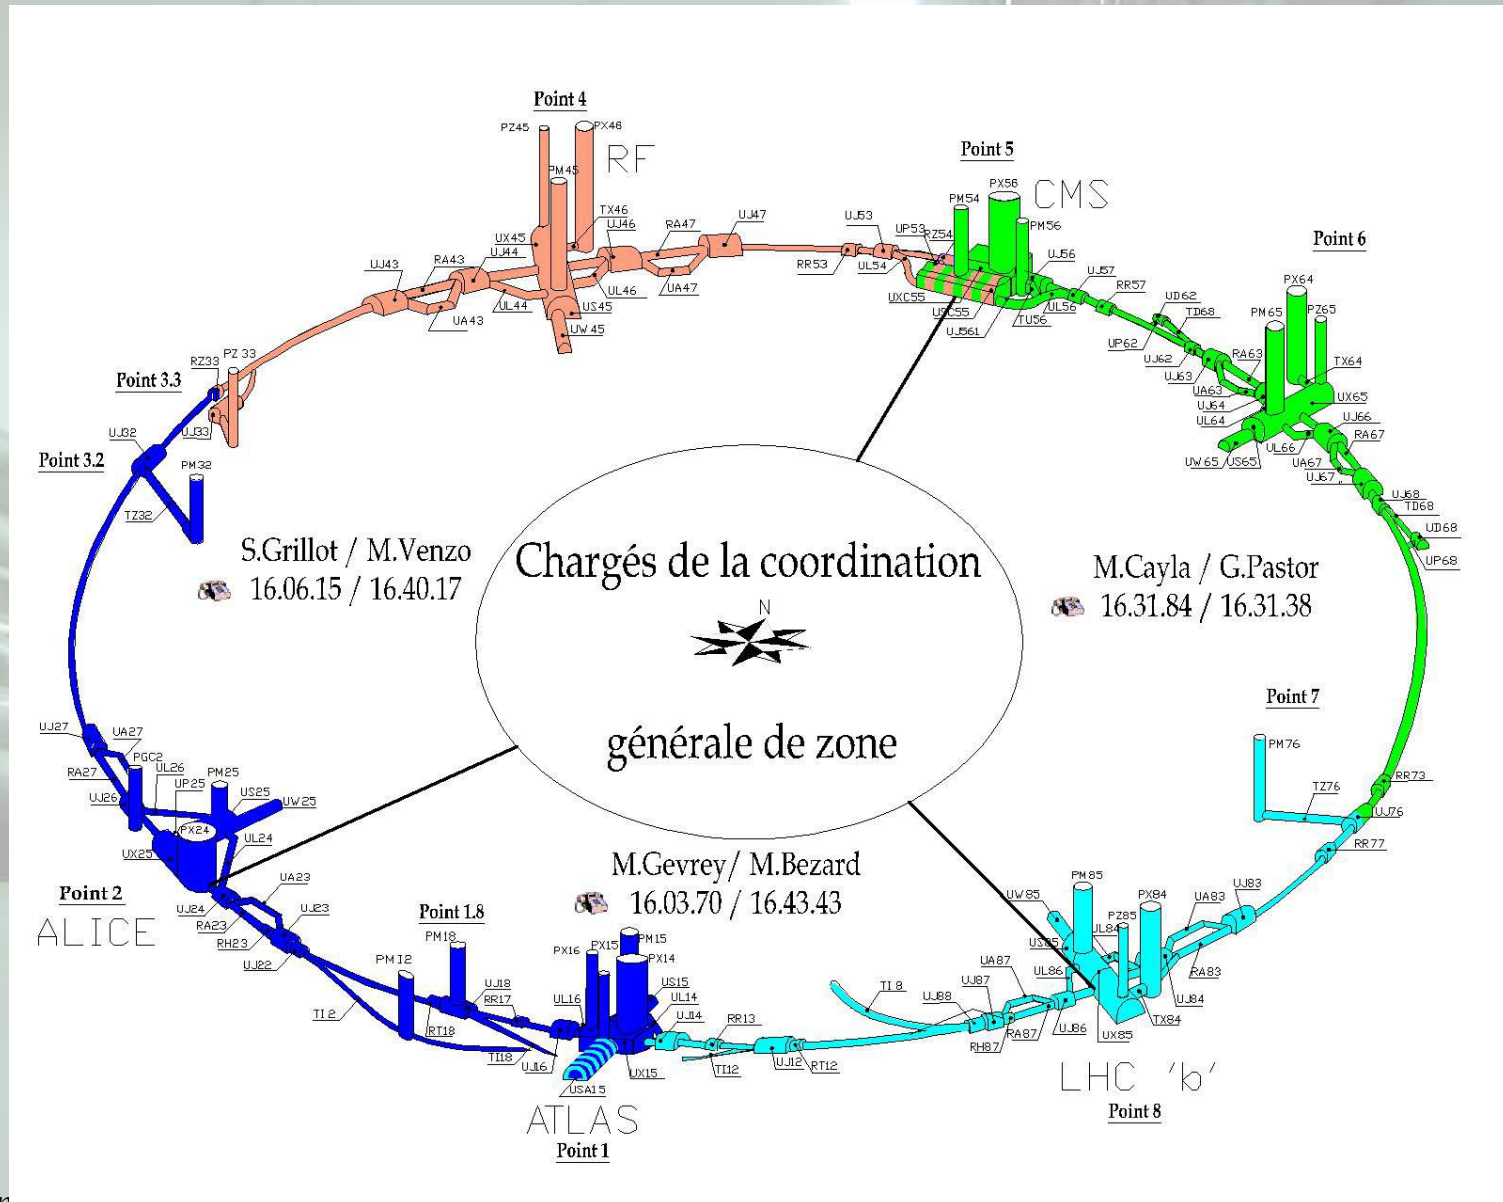 Point 4
PZ45
PX46
RF
PM45
TX46
UJ46
RA47
UJ47
UX45
UJ44
RA43
UJ43
UA43
UL44
UL46
UA47
US45
UW45
Point 5
PX56
CMS
PM54
PM56
UJ53
UP53
RZ54
RR53
UL54
UXC55
USC55
UJ561
TU56
UL56
UJ56
UJ57
RR57
Point 6
PX64
PM65
PZ65
UD62
TD68
UP62
UJ62
UJ63
RA63
UA63
UJ64
UL64
TX64
UX65
UJ66
RA67
UL66
UW65
US65
UA67
UJ67
UJ68
TD68
UD68
UP68
Point 3.3
RZ33
PZ 33
UJ33
Point 3.2
UJ32
PM32
TZ32
S.Grillot / M.Venzo
16.06.15 / 16.40.17
Chargés de la coordination
N
générale de zone
M.Cayla / G.Pastor
16.31.84 / 16.31.38
Point 7
PM76
TZ76
RR73
UJ76
RR77
UJ27
UA27
PGC2
RA27
UL26
UP25
PM25
UJ26
US25
UW25
PX24
UL24
UX25
Point 2
ALICE
UJ24
UA23
RA23
UJ23
RH23
UJ22
M.Gevrey/ M.Bezard
16.03.70 / 16.43.43
Point 1.8
PM18
PMI2
UJ18
RR17
TI2
RT18
TI18
UJ16
UL16
PX16
PX15
PM15
PX14
US15
UL14
UJ14
UX15
USA15
ATLAS
Point 1
RR13
TI12
UJ12
RT12
TI8
UJ88
UJ87
UA87
RH87
RA87
UJ86
UL86
UW85
US85
PM85
UL84
PZ85
PX84
UA83
UJ83
RA83
UJ84
TX84
UX85
LHC 'b'
Point 8